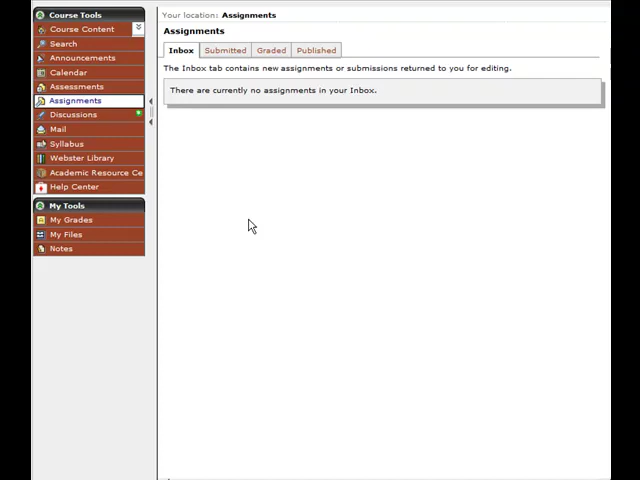 Course Tools
Course Content
Search
Announcements
Calendar
Assessments
Assignments
Discussions
Mail
Syllabus
Webster Library
Academic Resource Ce
Help Center
My Tools
My Grades
My Files
Notes
Your location: Assignments
Assignments
Inbox Submitted Graded Published
The Inbox tab contains new assignments or submissions returned to you for editing.
There are currently no assignments in your Inbox.